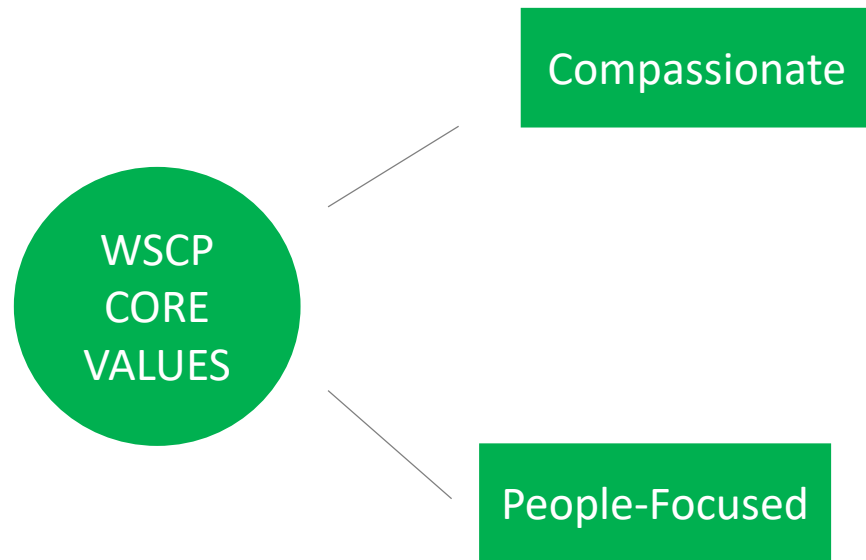 Compassionate
WSCP
CORE
VALUES
People-Focused